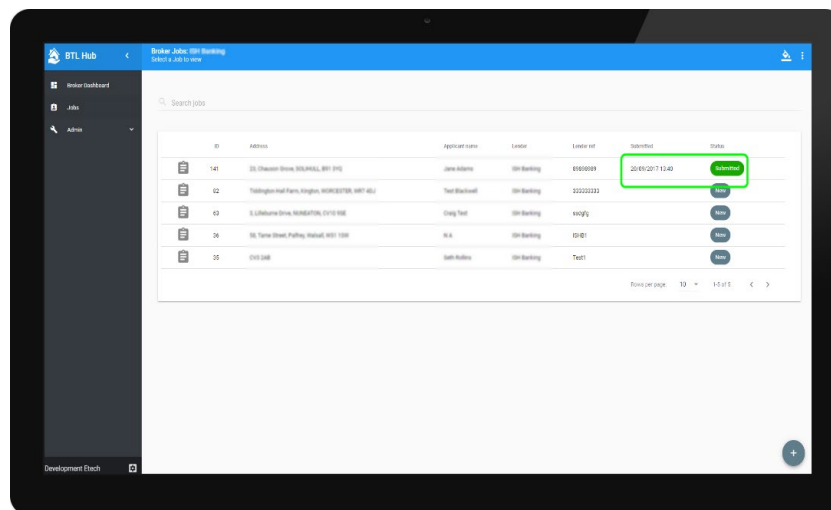 BTL Hub
Broker Jobs: ISH Banking
Select a Job to view
Broker Dashboard
Jobs
Admin
Search jobs
ID Address Applicant name Lender Lender ref Submitted Status
141 Jane Adams ISH Banking 89898989 20/09/2017 13:40 Submitted
62 Test Blackwell ISH Banking 333333333 New
63 Craig Test ISH Banking New
36 N A ISH Banking ISHB1 New
35 CV5 Seth Rollins ISH Banking Test1 New
Rows per page: 10 1-5 of 5
Development Etech